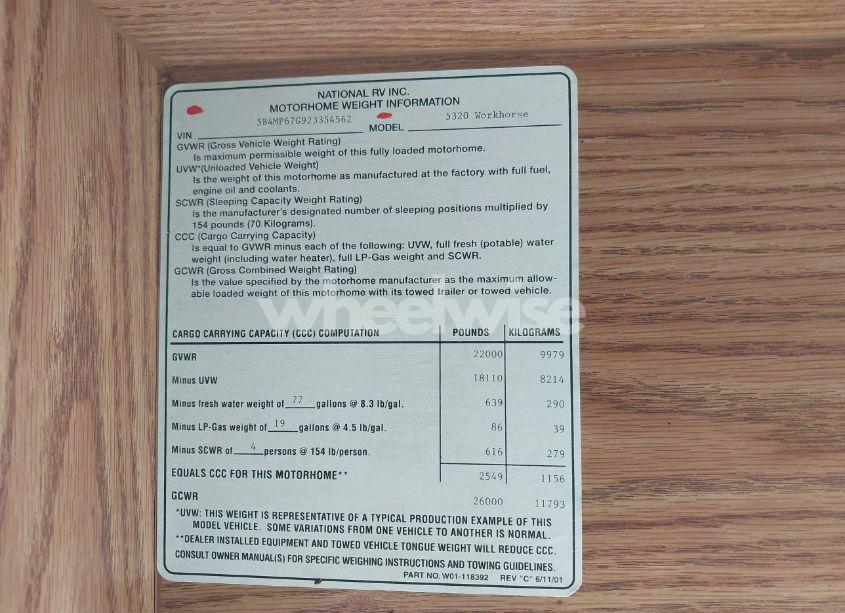 NATIONAL RV INC.
MOTORHOME WEIGHT INFORMATION
VIN 5B4MP67G923354562 MODEL 5320 Workhorse
GVWR (Gross Vehicle Weight Rating)
Is maximum permissible weight of this fully loaded motorhome.
UVW*(Unloaded Vehicle Weight)
Is the weight of this motorhome as manufactured at the factory with full fuel,
engine oil and coolants.
SCWR (Sleeping Capacity Weight Rating)
Is the manufacturer's designated number of sleeping positions multiplied by
154 pounds (70 Kilograms).
CCC (Cargo Carrying Capacity)
Is equal to GVWR minus each of the following: UVW, full fresh (potable) water
weight (including water heater), full LP-Gas weight and SCWR.
GCWR (Gross Combined Weight Rating)
Is the value specified by the motorhome manufacturer as the maximum allow-
able loaded weight of this motorhome with its towed trailer or towed vehicle.
wheelwise
CARGO CARRYING CAPACITY (CCC) COMPUTATION POUNDS KILOGRAMS
GVWR 22000 9979
Minus UVW 18110 8214
Minus fresh water weight of 77 gallons @ 8.3 lb/gal. 639 290
Minus LP-Gas weight of 19 gallons @ 4.5 lb/gal. 86 39
Minus SCWR of 4 persons @ 154 lb/person. 616 279
EQUALS CCC FOR THIS MOTORHOME** 2549 1156
GCWR 26000 11793
*UVW: THIS WEIGHT IS REPRESENTATIVE OF A TYPICAL PRODUCTION EXAMPLE OF THIS
MODEL VEHICLE. SOME VARIATIONS FROM ONE VEHICLE TO ANOTHER IS NORMAL.
**DEALER INSTALLED EQUIPMENT AND TOWED VEHICLE TONGUE WEIGHT WILL REDUCE CCC.
CONSULT OWNER MANUAL(S) FOR SPECIFIC WEIGHING INSTRUCTIONS AND TOWING GUIDELINES.
PART NO. W01-118392 REV "C" 6/11/01